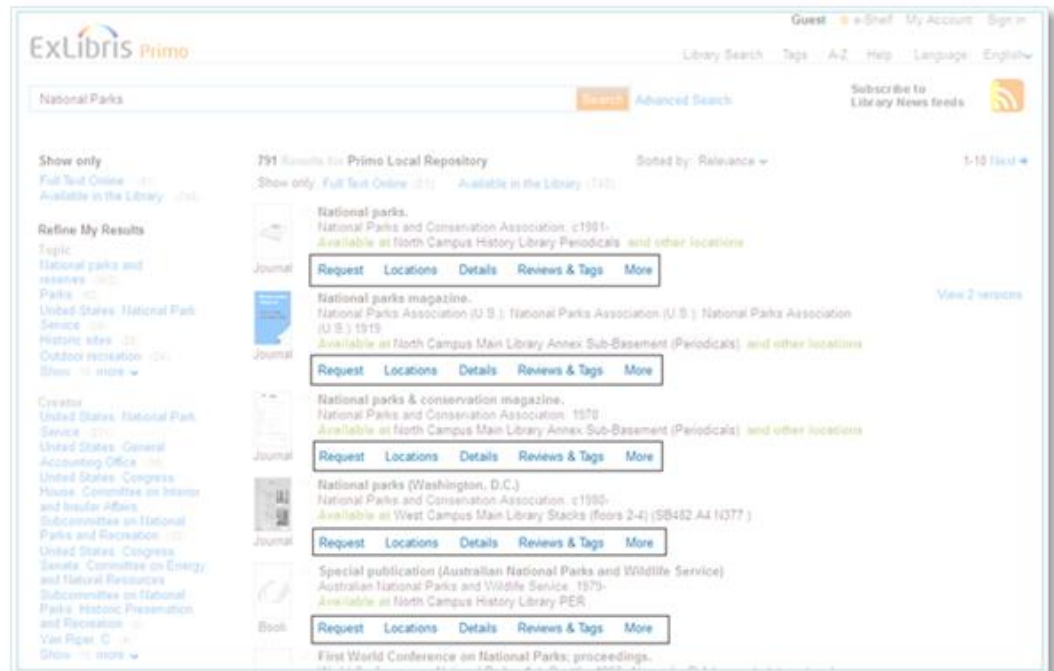 Guest e-Shelf My Account Sign in
ExLibris Primo
Library Search Tags A-Z Help Language English
National Parks Search Advanced Search
Subscribe to
Library News feeds
Show only
Full Text Online
Available in the Library
Refine My Results
Topic
National parks and
reserves
Parks
United States. National Park
Service
Historic sites
Outdoor recreation
Show more
Creator
United States. National Park
Service
United States. General
Accounting Office
United States. Congress.
House. Committee on Interior
and Insular Affairs.
Subcommittee on National
Parks and Recreation
United States. Congress.
Senate. Committee on Energy
and Natural Resources.
Subcommittee on National
Parks, Historic Preservation
and Recreation
Van Riper, C
Show more
791 Results for Primo Local Repository Sorted by: Relevance 1-10 Next
Show only Full Text Online Available in the Library
National parks.
National Parks and Conservation Association. c1981-
Available at North Campus History Library Periodicals and other locations
Journal
Request Locations Details Reviews & Tags More
National parks magazine. View 2 versions
National Parks Association (U.S.); National Parks Association (U.S.); National Parks Association
(U.S.) 1919
Available at North Campus Main Library Annex Sub-Basement (Periodicals) and other locations
Journal
Request Locations Details Reviews & Tags More
National parks & conservation magazine.
National Parks and Conservation Association. 1970
Available at North Campus Main Library Annex Sub-Basement (Periodicals) and other locations
Journal
Request Locations Details Reviews & Tags More
National parks (Washington, D.C.)
National Parks and Conservation Association. c1980-
Available at West Campus Main Library Stacks (floors 2-4) (SB482.A4 N377 )
Journal
Request Locations Details Reviews & Tags More
Special publication (Australian National Parks and Wildlife Service)
Australian National Parks and Wildlife Service. 1979-
Available at North Campus History Library PER
Book
Request Locations Details Reviews & Tags More
First World Conference on National Parks; proceedings.